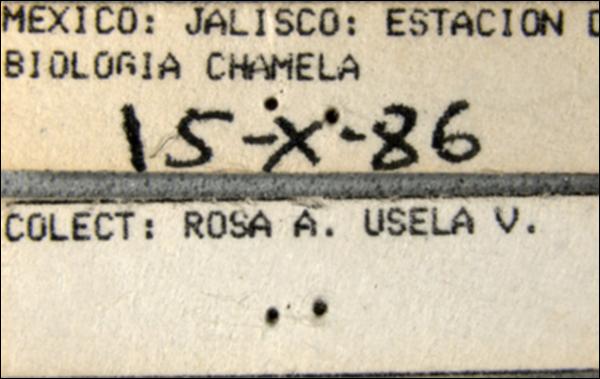 MEXICO: JALISCO: ESTACION D
BIOLOGIA CHAMELA
15-X-86
COLECT: ROSA A. USELA V.